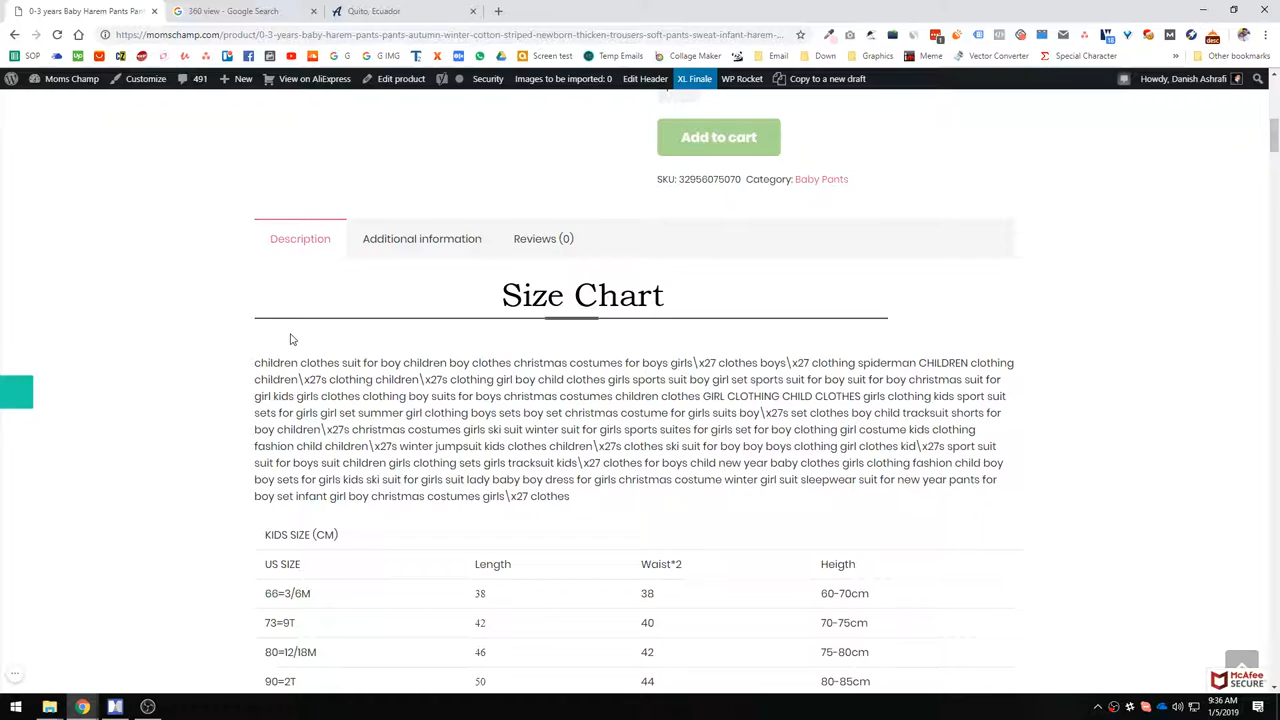 0-3 years Baby Harem Pants Pant
360 view - Google Search
Quito, Ecuador
https://momschamp.com/product/0-3-years-baby-harem-pants-pants-autumn-winter-cotton-striped-newborn-thicken-trousers-soft-pants-sweat-infant-harem-...
SOP
G
G IMG
Screen test
Temp Emails
Collage Maker
Email
Down
Graphics
Meme
Vector Converter
Special Character
Other bookmarks
Moms Champ
Customize
491
New
View on AliExpress
Edit product
Security
Images to be imported: 0
Edit Header
XL Finale
WP Rocket
Copy to a new draft
Howdy, Danish Ashrafi
Add to cart
SKU: 32956075070 Category: Baby Pants
Description
Additional information
Reviews (0)
Size Chart
children clothes suit for boy children boy clothes christmas costumes for boys girls\x27 clothes boys\x27 clothing spiderman CHILDREN clothing
children\x27s clothing children\x27s clothing girl boy child clothes girls sports suit boy girl set sports suit for boy suit for boy christmas suit for
girl kids girls clothes clothing boy suits for boys christmas costumes children clothes GIRL CLOTHING CHILD CLOTHES girls clothing kids sport suit
sets for girls girl set summer girl clothing boys sets boy set christmas costume for girls suits boy\x27s set clothes boy child tracksuit shorts for
boy children\x27s christmas costumes girls ski suit winter suit for girls sports suites for girls set for boy clothing girl costume kids clothing
fashion child children\x27s winter jumpsuit kids clothes children\x27s clothes ski suit for boy boy boys clothing girl clothes kid\x27s sport suit
suit for boys suit children girls clothing sets girls tracksuit kids\x27 clothes for boys child new year baby clothes girls clothing fashion child boy
boy sets for girls kids ski suit for girls suit lady baby boy dress for girls christmas costume winter girl suit sleepwear suit for new year pants for
boy set infant girl boy christmas costumes girls\x27 clothes
KIDS SIZE (CM)
US SIZE Length Waist*2 Heigth
66=3/6M 38 38 60-70cm
73=9T 42 40 70-75cm
80=12/18M 46 42 75-80cm
90=2T 50 44 80-85cm
McAfee
SECURE
9:36 AM
1/5/2019